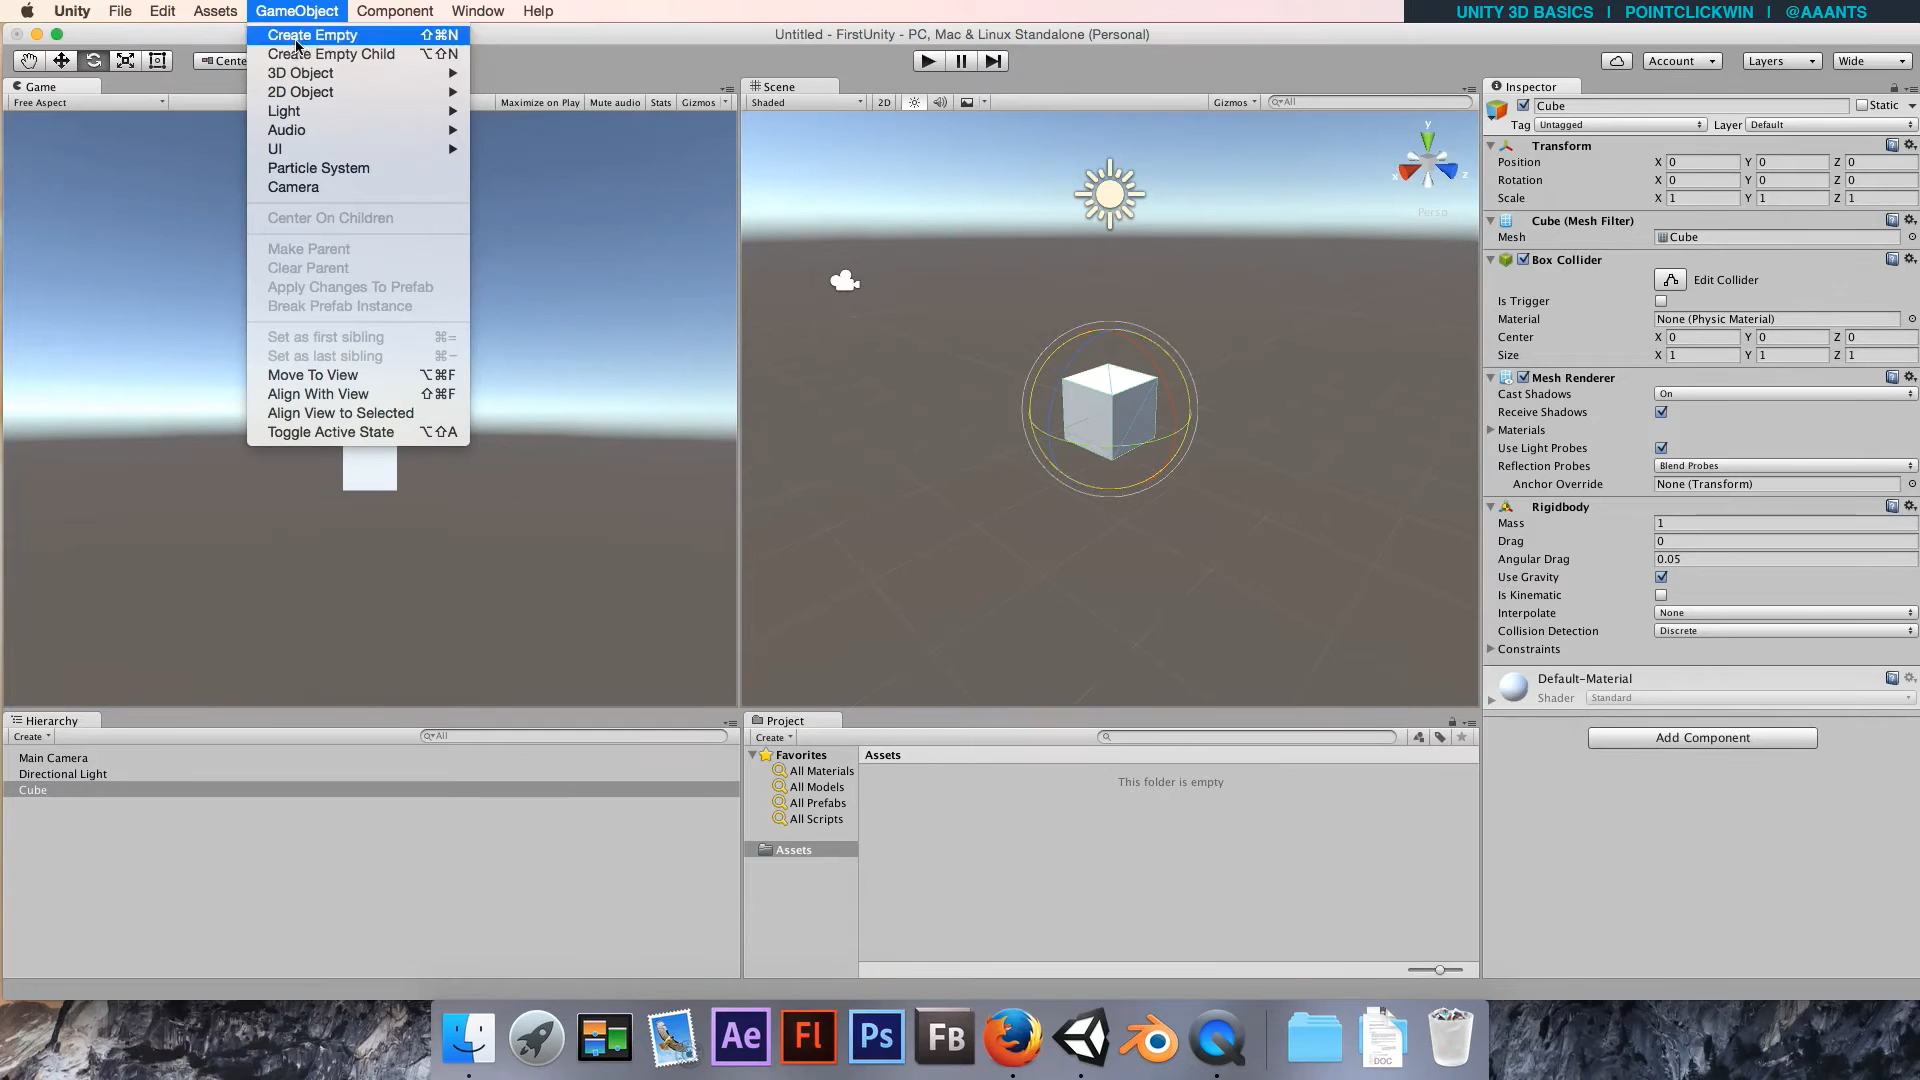 Unity File Edit Assets GameObject Component Window Help
UNITY 3D BASICS | POINTCLICKWIN | @AAANTS
Untitled - FirstUnity - PC, Mac & Linux Standalone (Personal)
Create Empty ⇧⌘N
Create Empty Child ⌥⇧N
3D Object
2D Object
Light
Audio
UI
Particle System
Camera
Center On Children
Make Parent
Clear Parent
Apply Changes To Prefab
Break Prefab Instance
Set as first sibling ⌘=
Set as last sibling ⌘-
Move To View ⌥⌘F
Align With View ⇧⌘F
Align View to Selected
Toggle Active State ⌥⇧A
Cente
Account Layers Wide
Game
Free Aspect Maximize on Play Mute audio Stats Gizmos
Scene
Shaded 2D Gizmos All
y
x z
Persp
Inspector
Cube Static
Tag Untagged Layer Default
Transform
Position X 0 Y 0 Z 0
Rotation X 0 Y 0 Z 0
Scale X 1 Y 1 Z 1
Cube (Mesh Filter)
Mesh Cube
Box Collider
Edit Collider
Is Trigger
Material None (Physic Material)
Center X 0 Y 0 Z 0
Size X 1 Y 1 Z 1
Mesh Renderer
Cast Shadows On
Receive Shadows
Materials
Use Light Probes
Reflection Probes Blend Probes
Anchor Override None (Transform)
Rigidbody
Mass 1
Drag 0
Angular Drag 0.05
Use Gravity
Is Kinematic
Interpolate None
Collision Detection Discrete
Constraints
Default-Material
Shader Standard
Add Component
Hierarchy
Create All
Main Camera
Directional Light
Cube
Project
Create
Favorites
All Materials
All Models
All Prefabs
All Scripts
Assets
Assets
This folder is empty
Ae Fl Ps FB
DOC